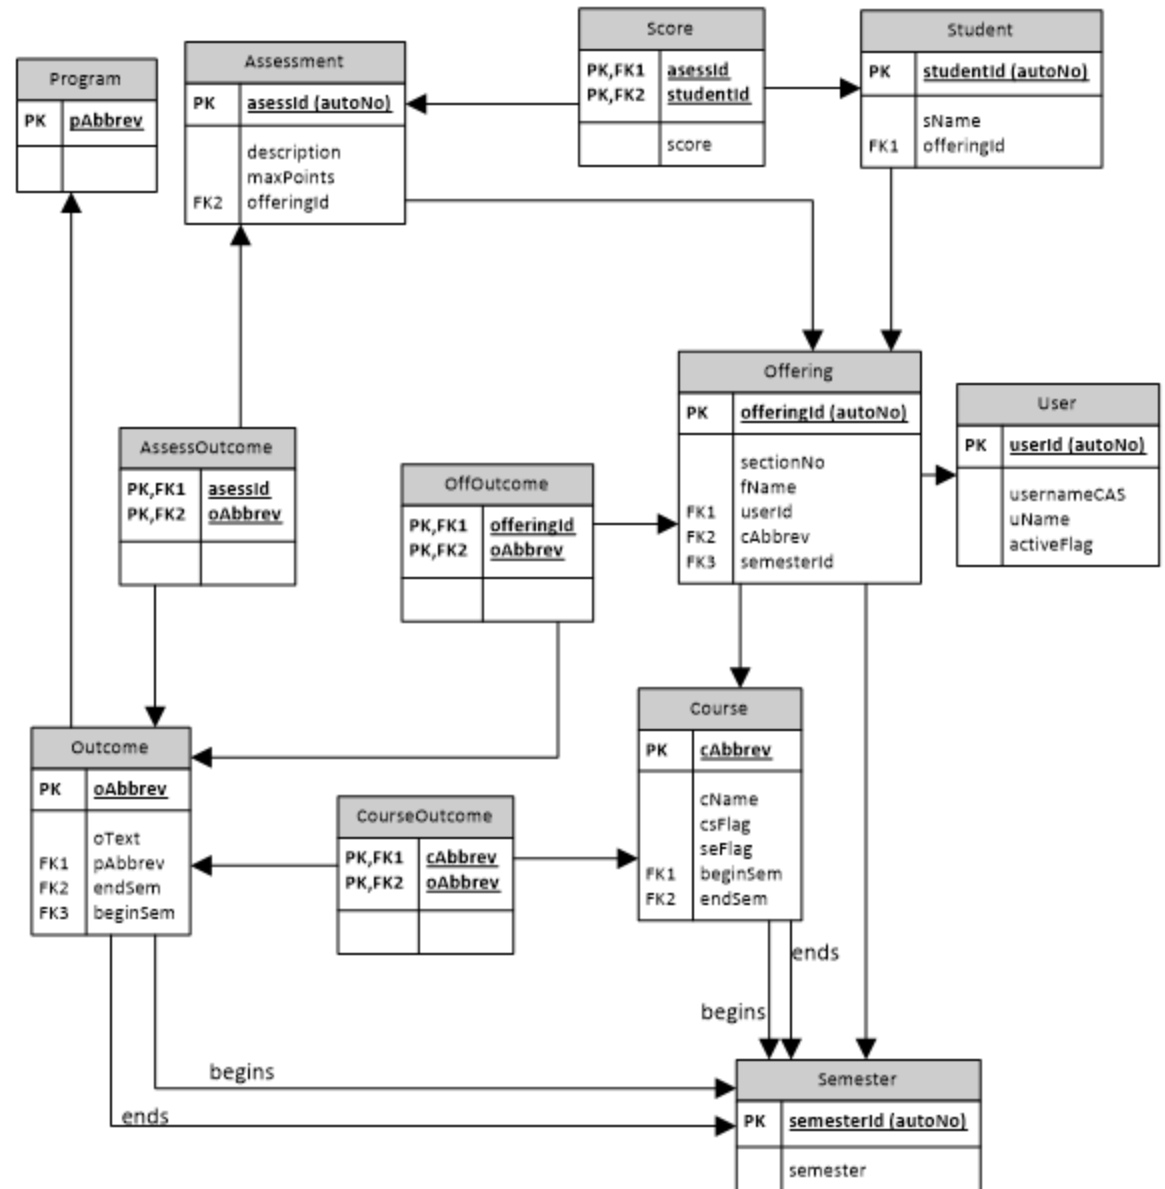 Program
PK pAbbrev
Assessment
PK asessId (autoNo)
description
maxPoints
FK2 offeringId
Score
PK,FK1 asessId
PK,FK2 studentId
score
Student
PK studentId (autoNo)
sName
FK1 offeringId
Offering
PK offeringId (autoNo)
sectionNo
fName
FK1 userId
FK2 cAbbrev
FK3 semesterId
User
PK userId (autoNo)
usernameCAS
uName
activeFlag
AssessOutcome
PK,FK1 asessId
PK,FK2 oAbbrev
OffOutcome
PK,FK1 offeringId
PK,FK2 oAbbrev
Outcome
PK oAbbrev
oText
FK1 pAbbrev
FK2 endSem
FK3 beginSem
CourseOutcome
PK,FK1 cAbbrev
PK,FK2 oAbbrev
Course
PK cAbbrev
cName
csFlag
seFlag
FK1 beginSem
FK2 endSem
ends
begins
begins
ends
Semester
PK semesterId (autoNo)
semester